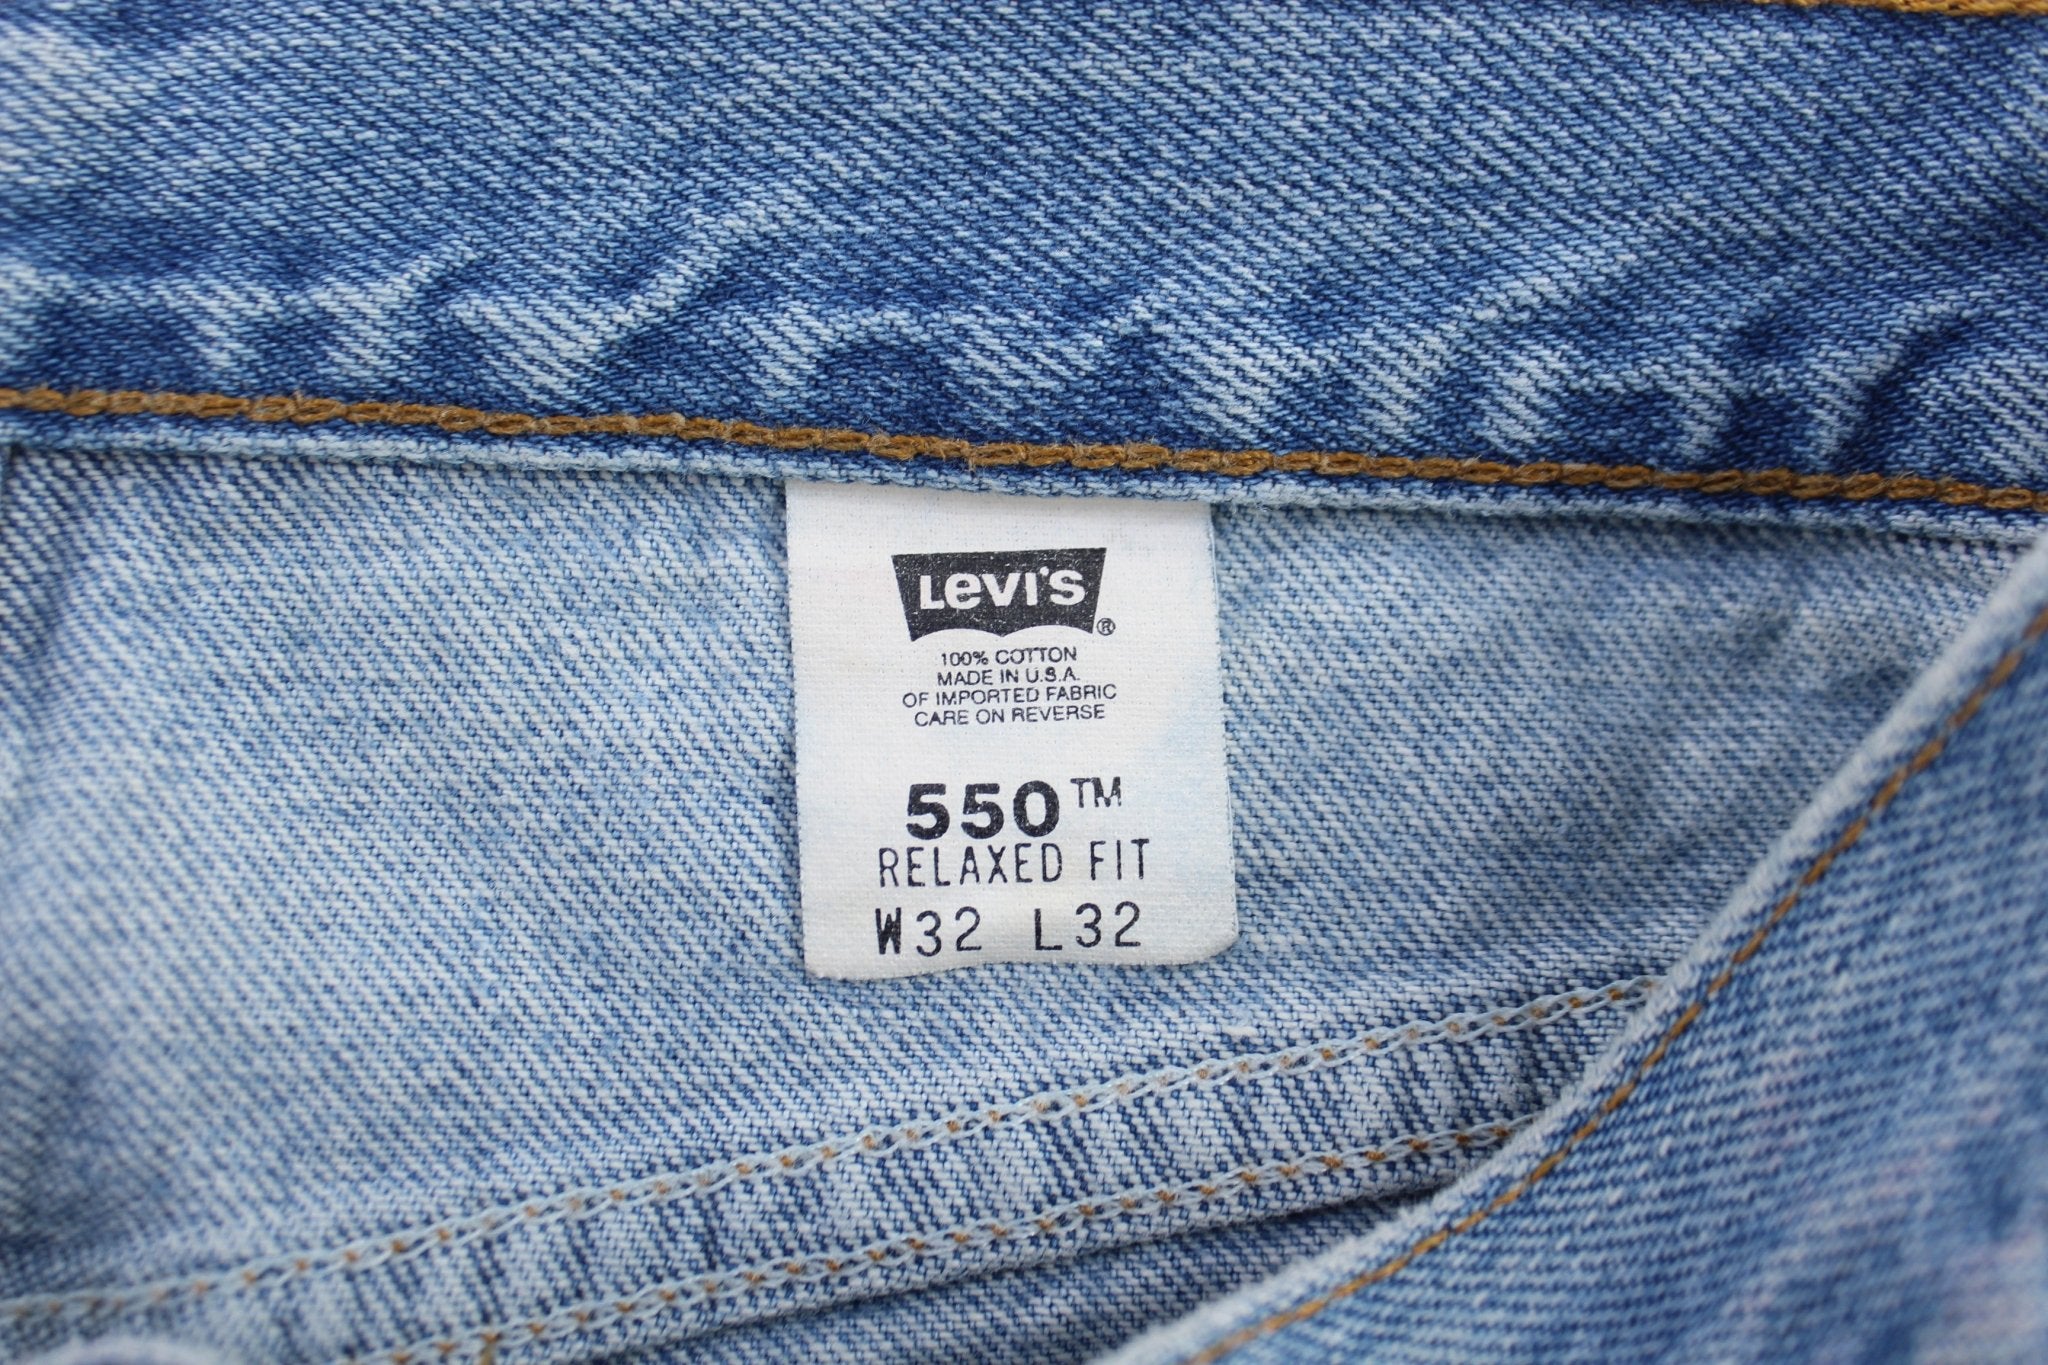 Levi's®
100% COTTON
MADE IN U.S.A.
OF IMPORTED FABRIC
CARE ON REVERSE
550™
RELAXED FIT
W32 L32